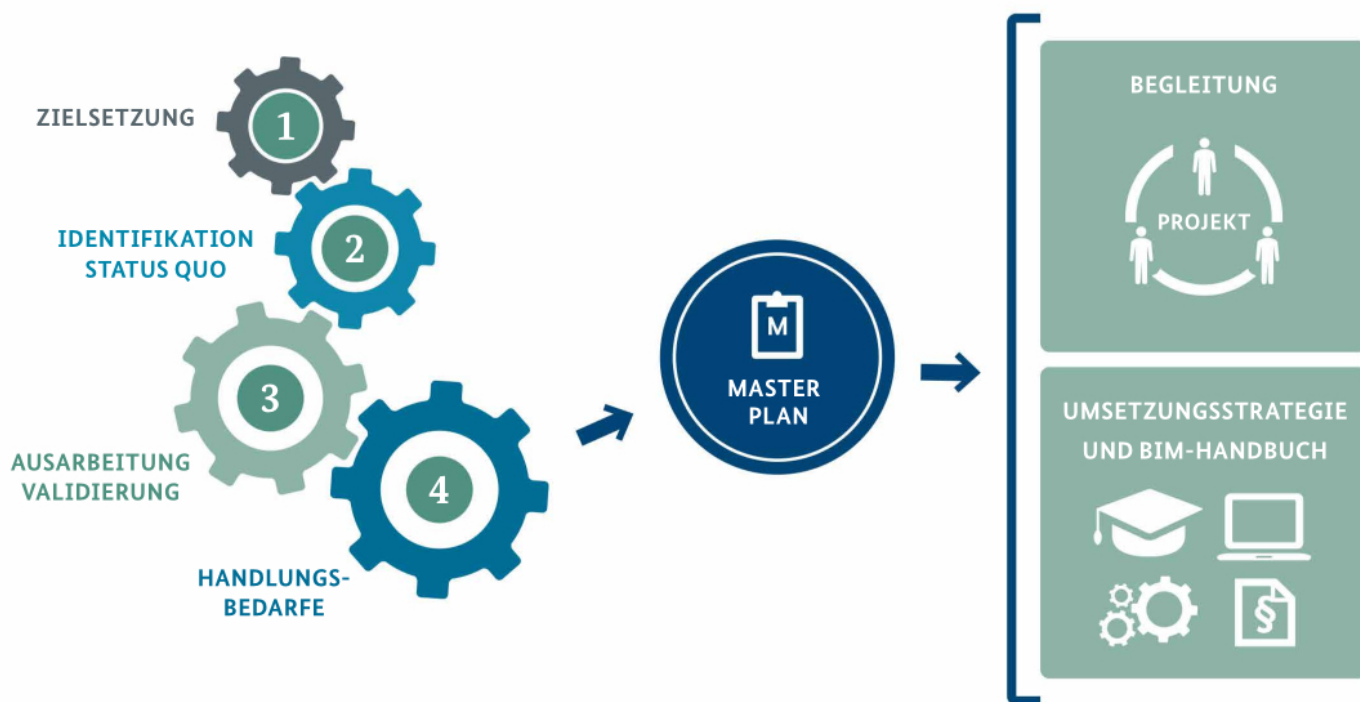 ZIELSETZUNG
1
IDENTIFIKATION
STATUS QUO
2
3
AUSARBEITUNG
VALIDIERUNG
4
HANDLUNGS-
BEDARFE
M
MASTER
PLAN
BEGLEITUNG
PROJEKT
UMSETZUNGSSTRATEGIE
UND BIM-HANDBUCH
§